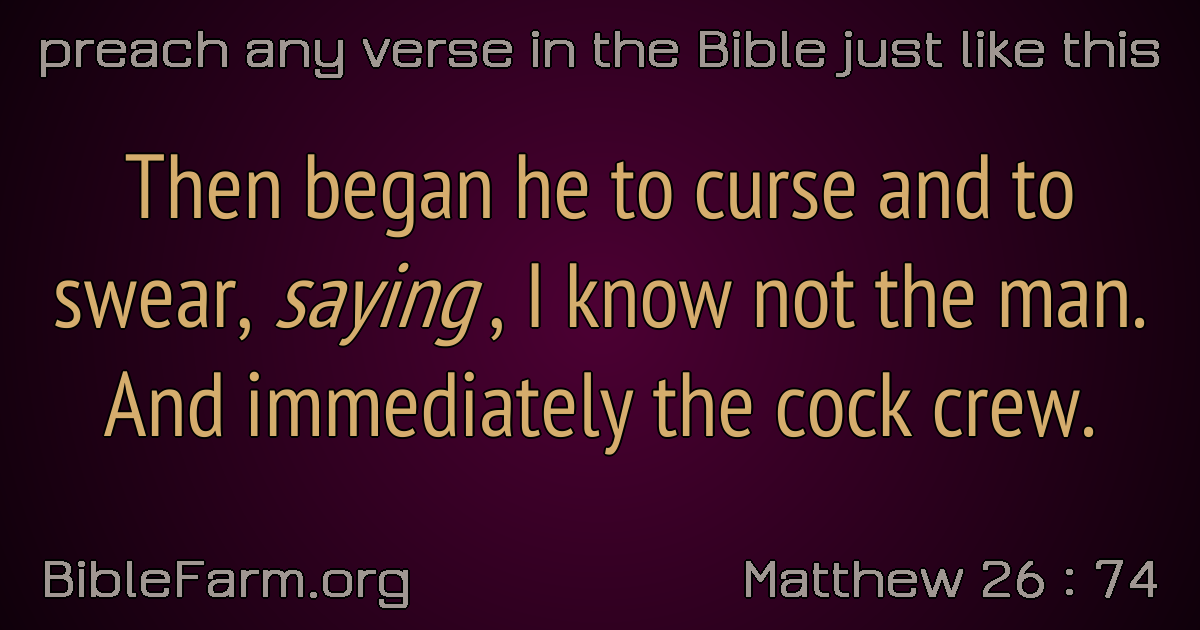 preach any verse in the Bible just like this
Then began he to curse and to
swear, saying, I know not the man.
And immediately the cock crew.
BibleFarm.org
Matthew 26 : 74